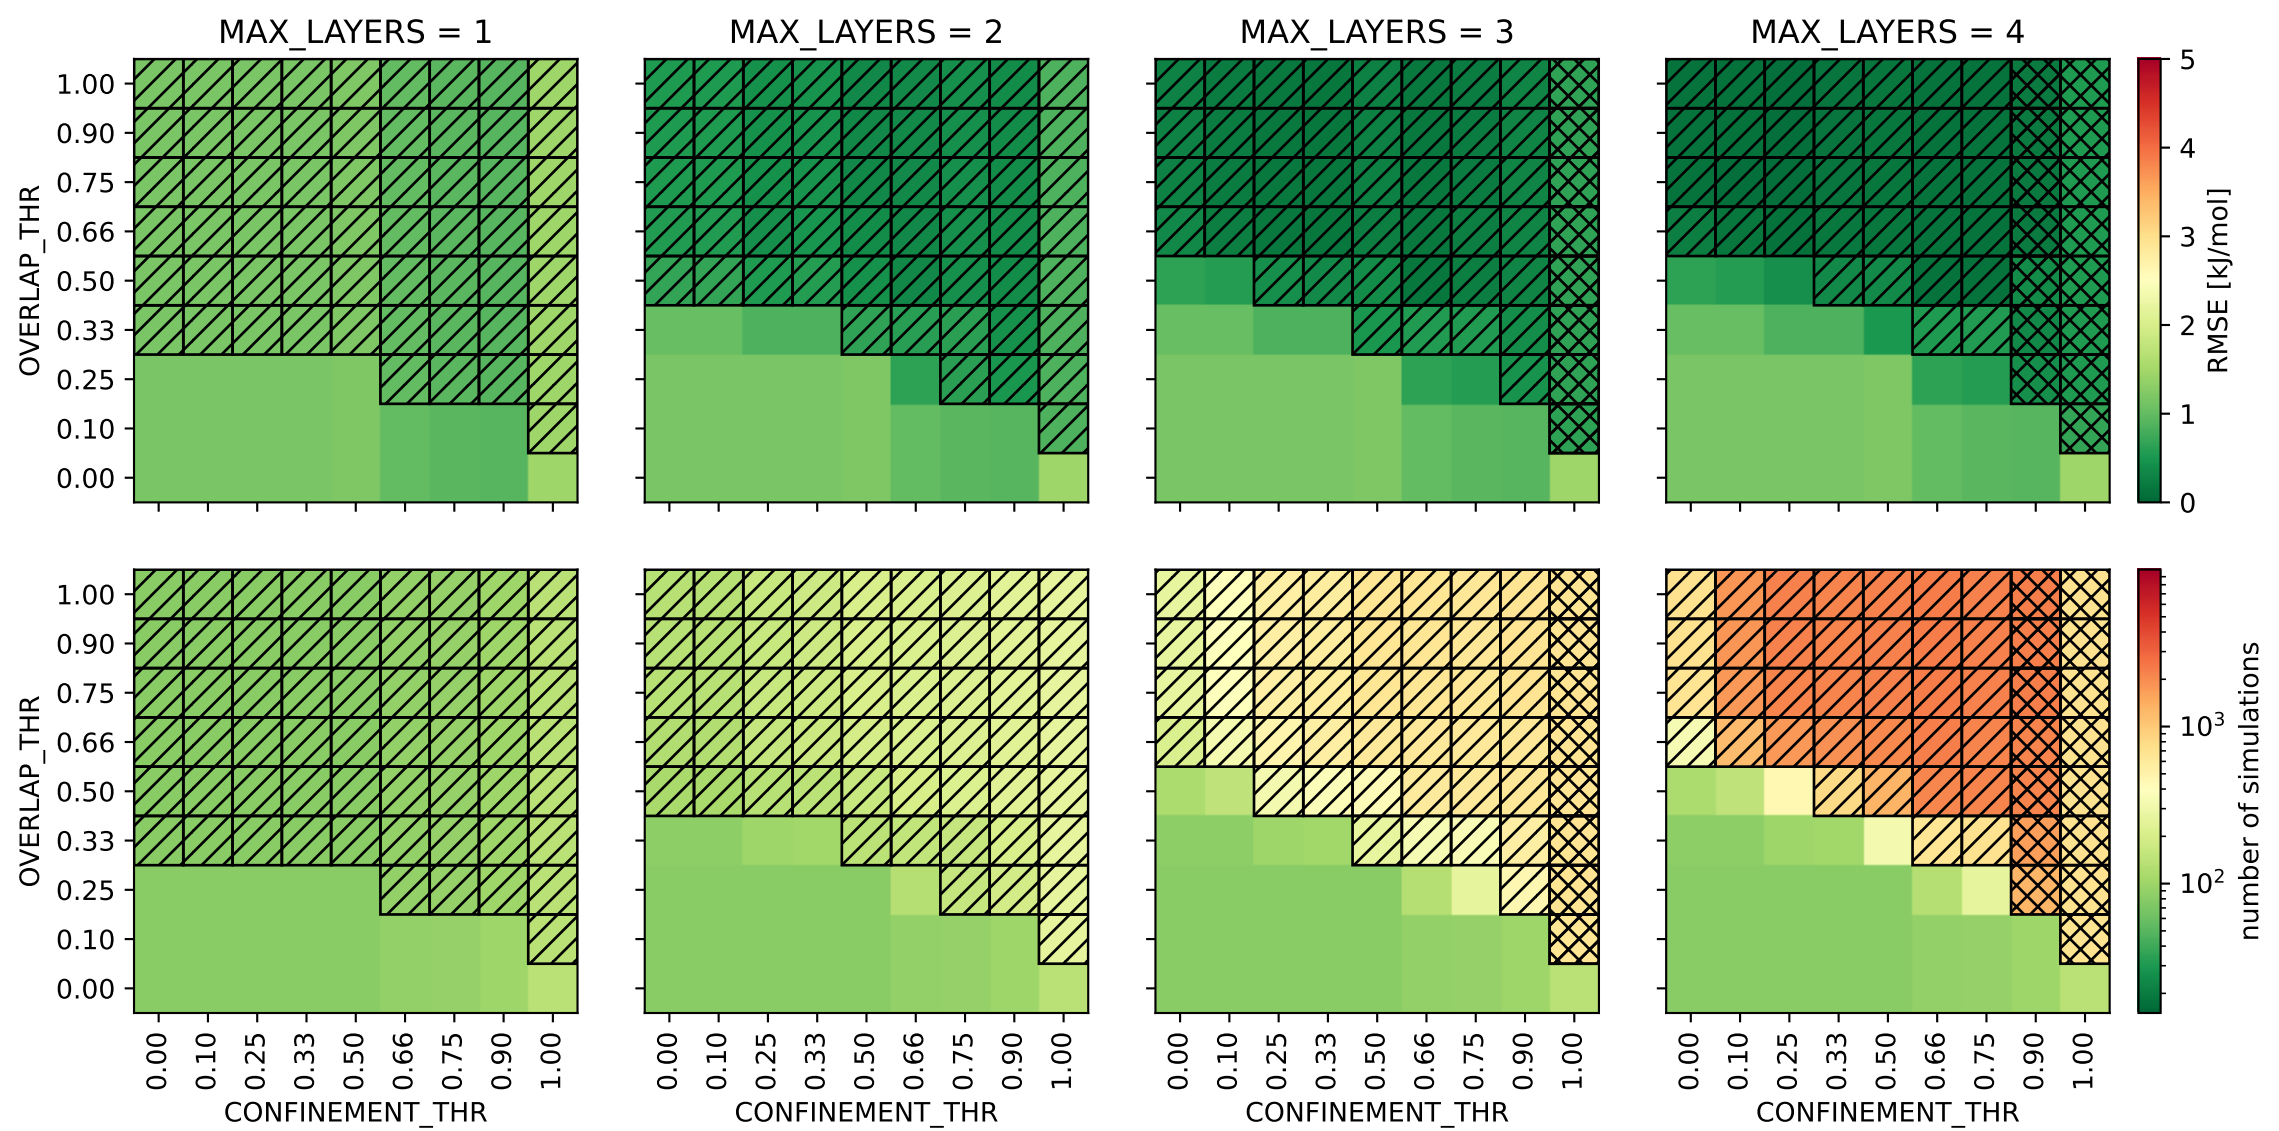 MAX_LAYERS = 1
MAX_LAYERS = 2
MAX_LAYERS = 3
MAX_LAYERS = 4
OVERLAP_THR
1.00
0.90
0.75
0.66
0.50
0.33
0.25
0.10
0.00
5
4
3
2
1
0
RMSE [kJ/mol]
OVERLAP_THR
1.00
0.90
0.75
0.66
0.50
0.33
0.25
0.10
0.00
10³
10²
number of simulations
0.00 0.10 0.25 0.33 0.50 0.66 0.75 0.90 1.00
0.00 0.10 0.25 0.33 0.50 0.66 0.75 0.90 1.00
0.00 0.10 0.25 0.33 0.50 0.66 0.75 0.90 1.00
0.00 0.10 0.25 0.33 0.50 0.66 0.75 0.90 1.00
CONFINEMENT_THR
CONFINEMENT_THR
CONFINEMENT_THR
CONFINEMENT_THR